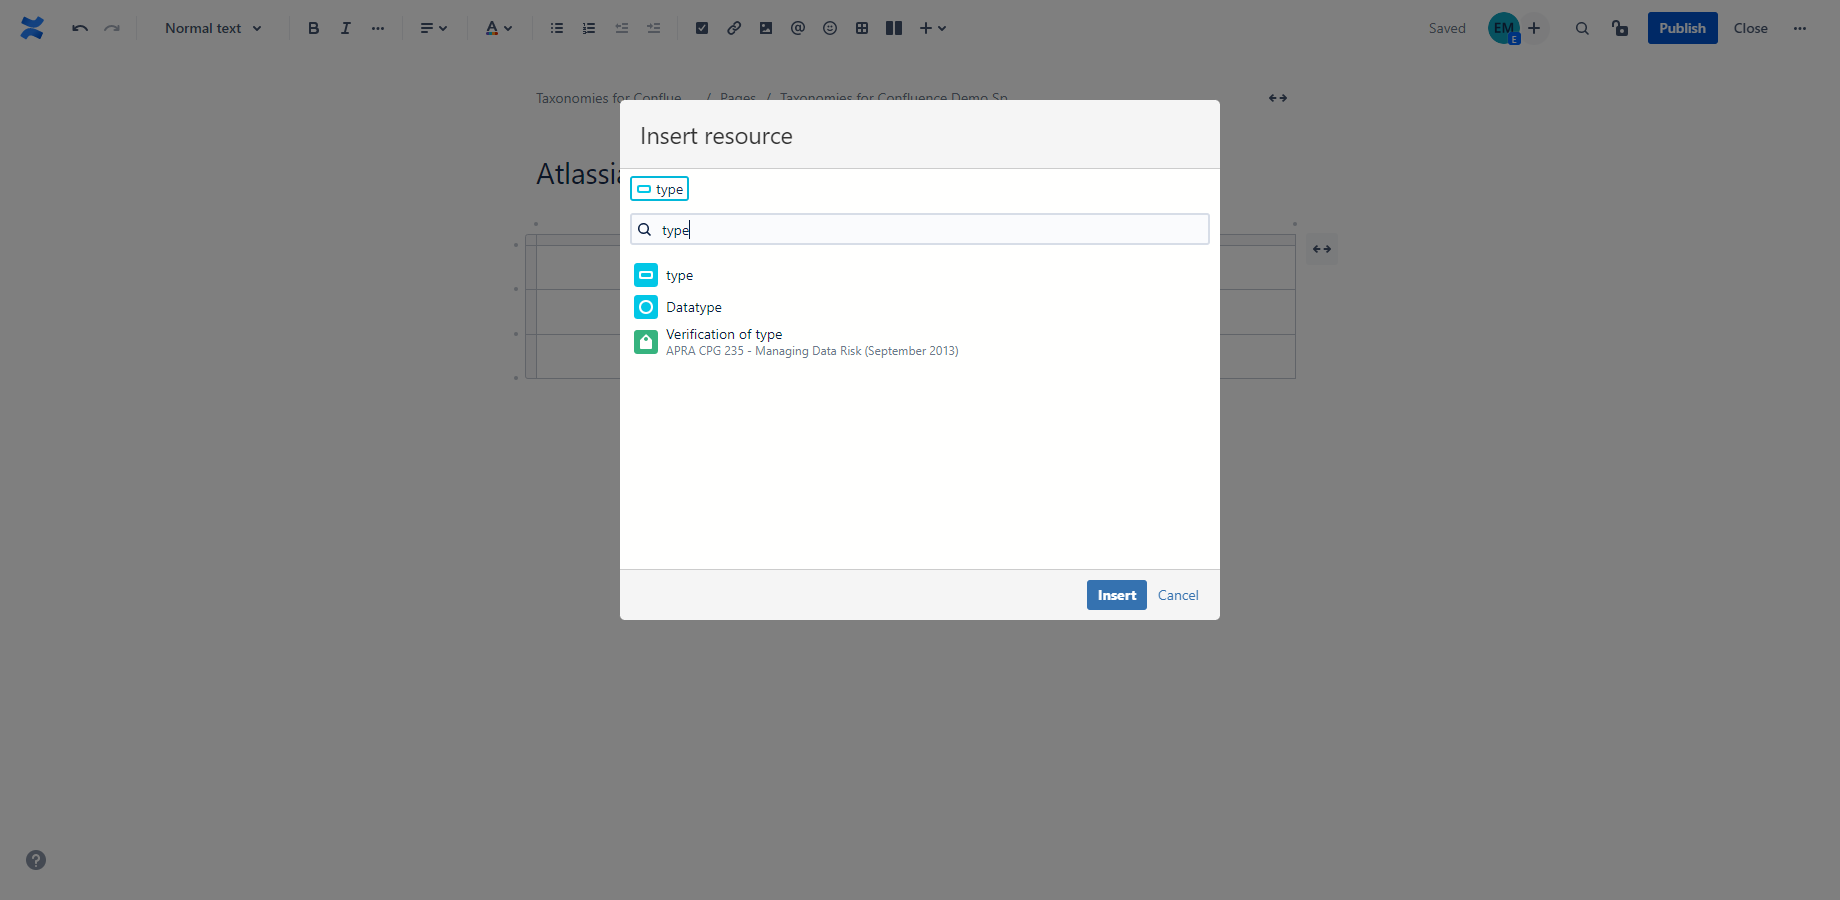 Normal text B I A @ Saved EM E Publish Close
Taxonomies for Conflue... / Pages / Taxonomies for Confluence Demo Sp
Insert resource
Atlassia
type
type
type
Datatype
Verification of type
APRA CPG 235 - Managing Data Risk (September 2013)
Insert Cancel
?